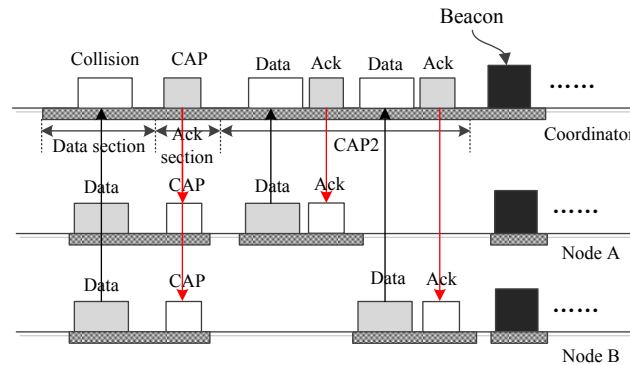 Beacon
Collision CAP Data Ack Data Ack
......
Coordinator
Data section
Ack section
CAP2
Data CAP Data Ack
......
Node A
Data CAP Data Ack
......
Node B